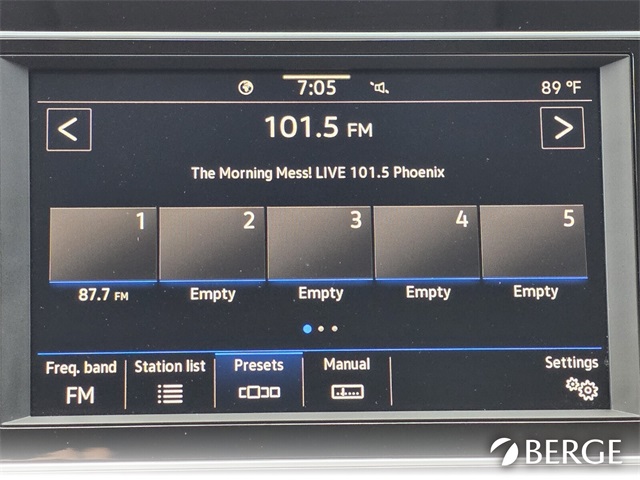 7:05
89 °F
<
101.5 FM
>
The Morning Mess! LIVE 101.5 Phoenix
1 2 3 4 5
87.7 FM Empty Empty Empty Empty
Freq. band Station list Presets Manual Settings
FM
BERGE